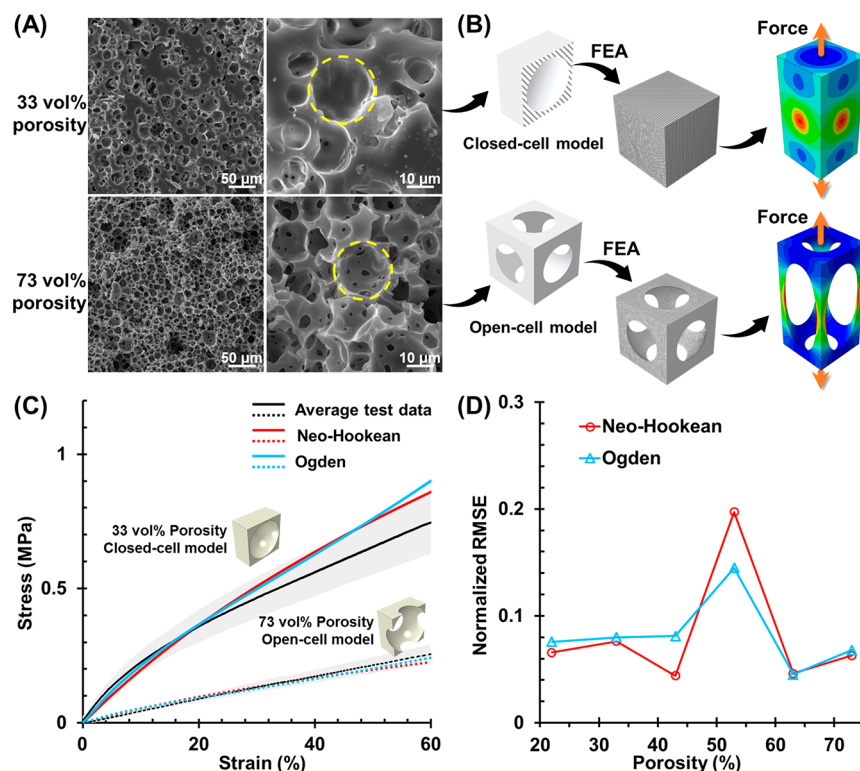 (A)
33 vol%
porosity
50 μm
10 μm
73 vol%
porosity
50 μm
10 μm
(B)
FEA
Closed-cell model
Force
FEA
Open-cell model
Force
(C)
Stress (MPa)
1
0.5
0
0
20
40
60
Strain (%)
Average test data
Neo-Hookean
Ogden
33 vol% Porosity
Closed-cell model
73 vol% Porosity
Open-cell model
(D)
Normalized RMSE
0.3
0.2
0.1
0
20
30
40
50
60
70
Porosity (%)
Neo-Hookean
Ogden